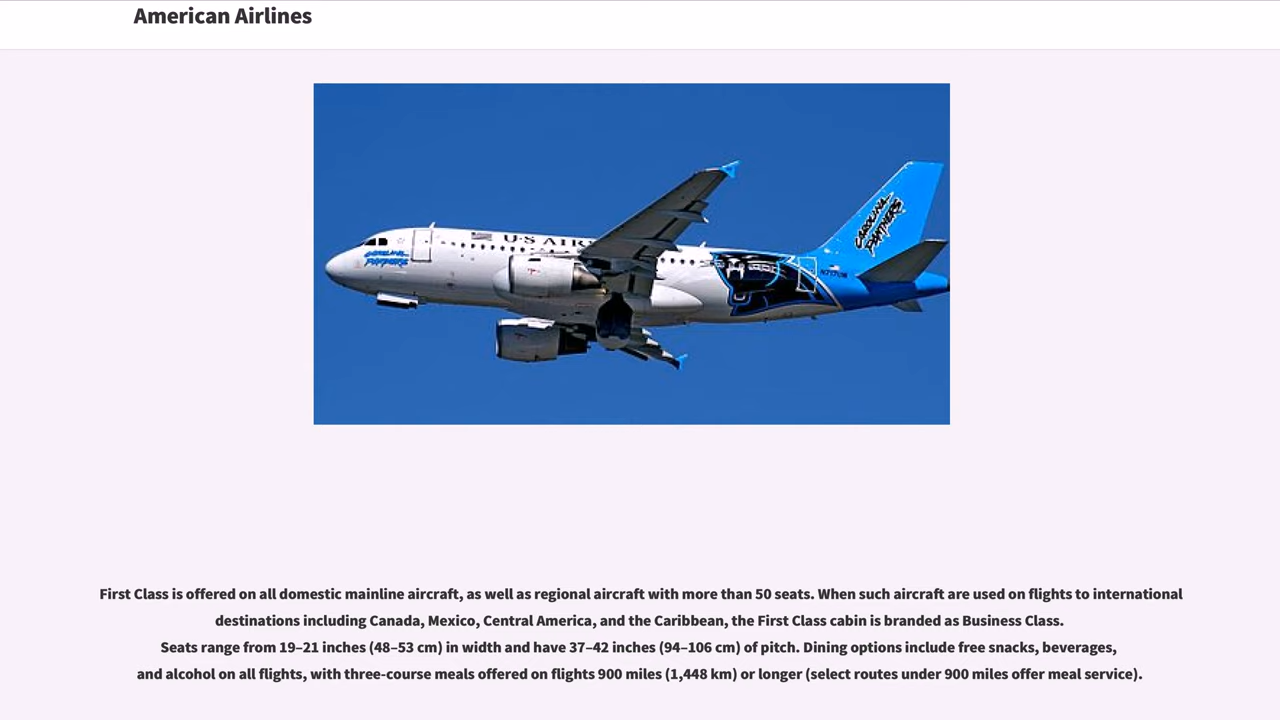 American Airlines
U·S AIR
CAROLINA
PANTHERS
CAROLINA
PANTHERS
First Class is offered on all domestic mainline aircraft, as well as regional aircraft with more than 50 seats. When such aircraft are used on flights to international
destinations including Canada, Mexico, Central America, and the Caribbean, the First Class cabin is branded as Business Class.
Seats range from 19–21 inches (48–53 cm) in width and have 37–42 inches (94–106 cm) of pitch. Dining options include free snacks, beverages,
and alcohol on all flights, with three-course meals offered on flights 900 miles (1,448 km) or longer (select routes under 900 miles offer meal service).